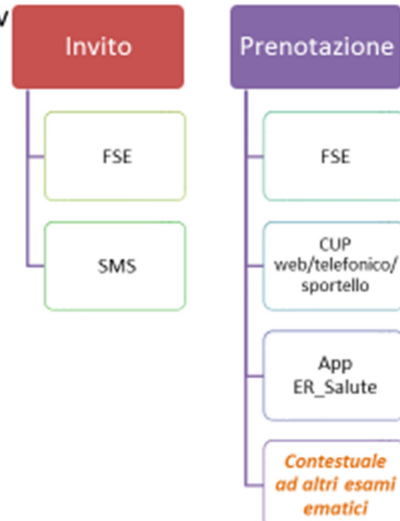 Invito
FSE
SMS
Prenotazione
FSE
CUP
web/telefonico/
sportello
App
ER_Salute
Contestuale
ad altri esami
ematici